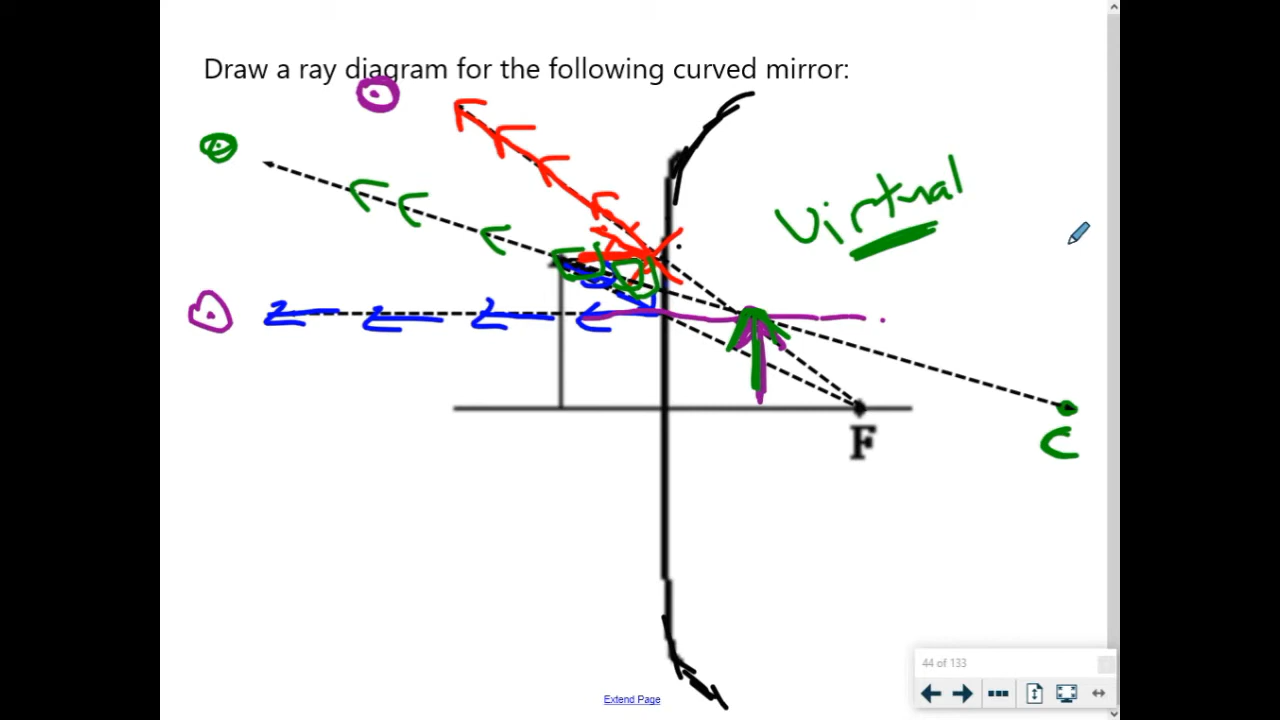 Draw a ray diagram for the following curved mirror:
Virtual
F
C
44 of 133
Extend Page